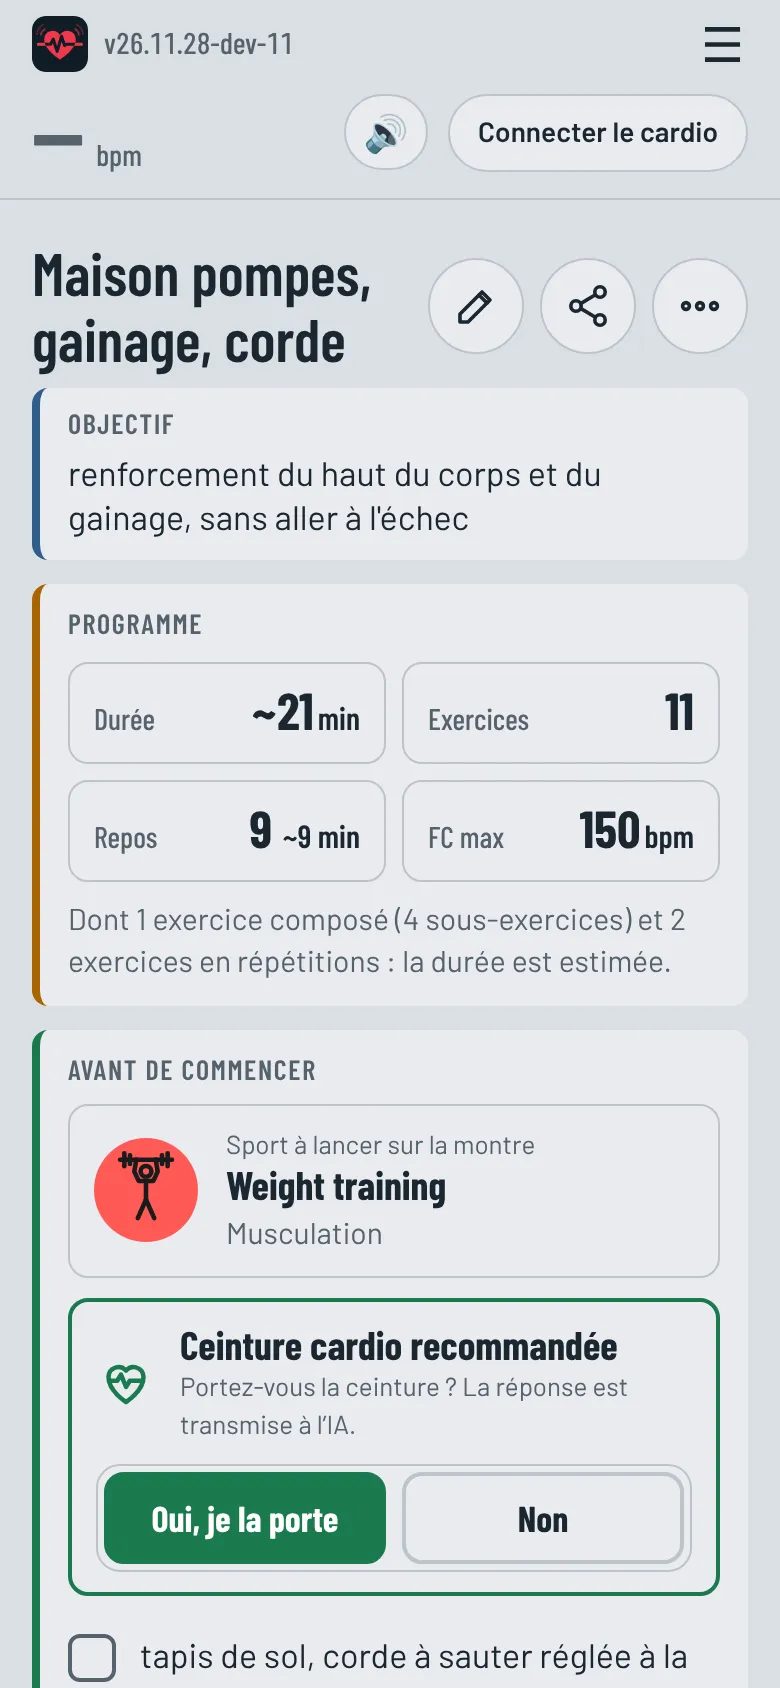 v26.11.28-dev-11
bpm
Connecter le cardio
Maison pompes,
gainage, corde
OBJECTIF
renforcement du haut du corps et du
gainage, sans aller à l'échec
PROGRAMME
Durée ~21 min
Exercices 11
Repos 9 ~9 min
FC max 150 bpm
Dont 1 exercice composé (4 sous-exercices) et 2
exercices en répétitions : la durée est estimée.
AVANT DE COMMENCER
Sport à lancer sur la montre
Weight training
Musculation
Ceinture cardio recommandée
Portez-vous la ceinture ? La réponse est
transmise à l’IA.
Oui, je la porte
Non
tapis de sol, corde à sauter réglée à la